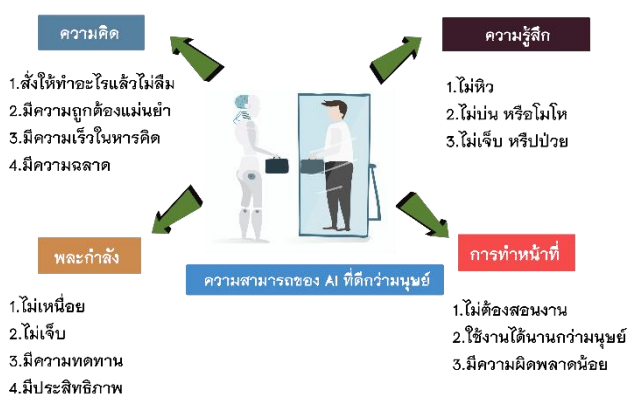 ความคิด
1.สั่งให้ทำอะไรแล้วไม่ลืม
2.มีความถูกต้องแม่นยำ
3.มีความเร็วในหารคิด
4.มีความฉลาด
ความรู้สึก
1.ไม่หิว
2.ไม่บ่น หรือโมโห
3.ไม่เจ็บ หรืปป่วย
พละกำลัง
1.ไม่เหนื่อย
2.ไม่เจ็บ
3.มีความทดทาน
4.มีประสิทธิภาพ
ความสามารถของ AI ที่ดีกว่ามนุษย์
การทำหน้าที่
1.ไม่ต้องสอนงาน
2.ใช้งานได้นานกว่ามนุษย์
3.มีความผิดพลาดน้อย